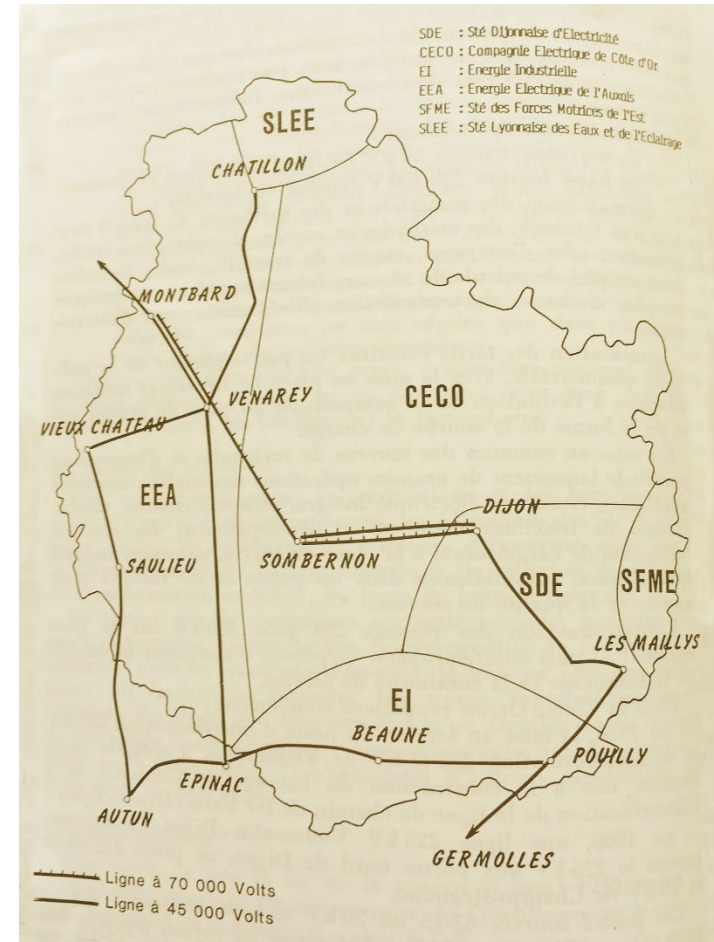 SDE : Sté Dijonnaise d'Electricité
CECO : Compagnie Electrique de Côte d'Or
EI : Energie Industrielle
EEA : Energie Electrique de l'Auxois
SFME : Sté des Forces Motrices de l'Est
SLEE : Sté Lyonnaise des Eaux et de l'Eclairage
SLEE
CHATILLON
MONTBARD
VENAREY
CECO
VIEUX CHATEAU
EEA
DIJON
SOMBERNON
SAULIEU
SDE
SFME
LES MAILLYS
EI
BEAUNE
POUILLY
EPINAC
AUTUN
GERMOLLES
Ligne à 70 000 Volts
Ligne à 45 000 Volts